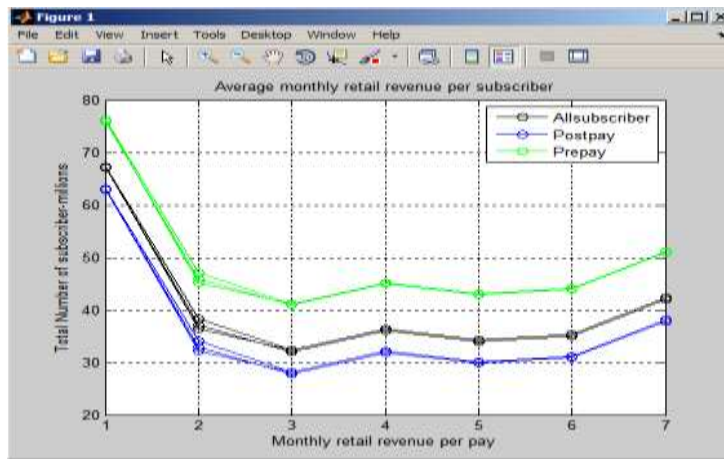 Figure 1
File Edit View Insert Tools Desktop Window Help
Average monthly retail revenue per subscriber
Allsubscriber
Postpay
Prepay
Total Number of subscriber-millions
80
70
60
50
40
30
20
1 2 3 4 5 6 7
Monthly retail revenue per pay